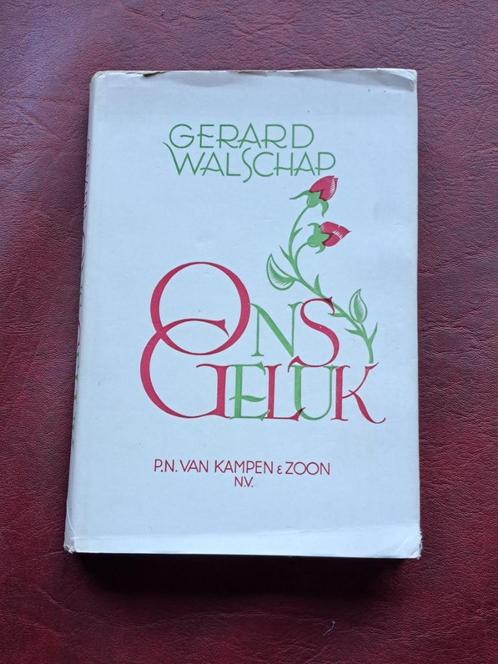 GERARD
WALSCHAP
ONS
GELUK
P.N. VAN KAMPEN & ZOON
N.V.